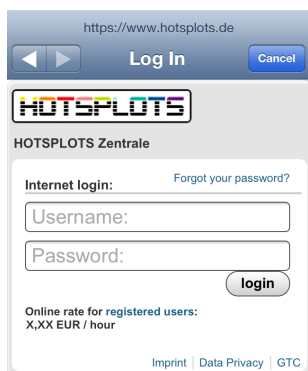 https://www.hotsplots.de
Log In
Cancel
HOTSPLOTS
HOTSPLOTS Zentrale
Internet login:
Forgot your password?
Username:
Password:
login
Online rate for registered users:
X,XX EUR / hour
Imprint | Data Privacy | GTC